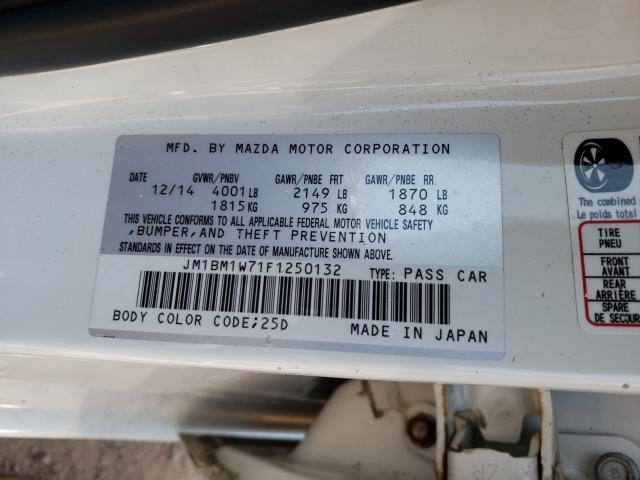 MFD. BY MAZDA MOTOR CORPORATION
DATE GVWR/PNBV GAWR/PNBE FRT GAWR/PNBE RR.
12/14 4001 LB 2149 LB 1870 LB
1815 KG 975 KG 848 KG
THIS VEHICLE CONFORMS TO ALL APPLICABLE FEDERAL MOTOR VEHICLE SAFETY
,BUMPER,AND THEFT PREVENTION
STANDARDS IN EFFECT ON THE DATE OF MANUFACTURE SHOWN ABOVE.
JM1BM1W71F1250132 TYPE: PASS CAR
BODY COLOR CODE;25D MADE IN JAPAN
The combined
Le poids total
TIRE
PNEU
FRONT
AVANT
REAR
ARRIÈRE
SPARE
DE SECOUR